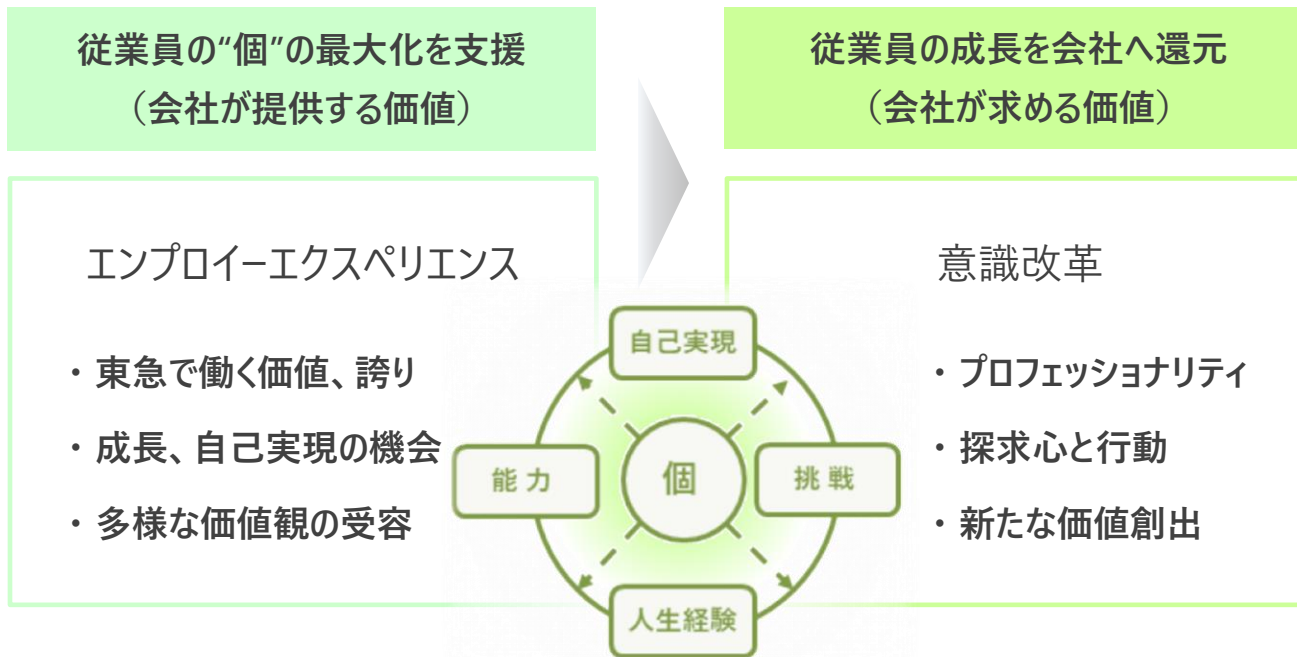 従業員の“個”の最大化を支援
（会社が提供する価値）
従業員の成長を会社へ還元
（会社が求める価値）
エンプロイーエクスペリエンス
・東急で働く価値、誇り
・成長、自己実現の機会
・多様な価値観の受容
自己実現
能力
個
挑戦
人生経験
意識改革
・プロフェッショナリティ
・探求心と行動
・新たな価値創出